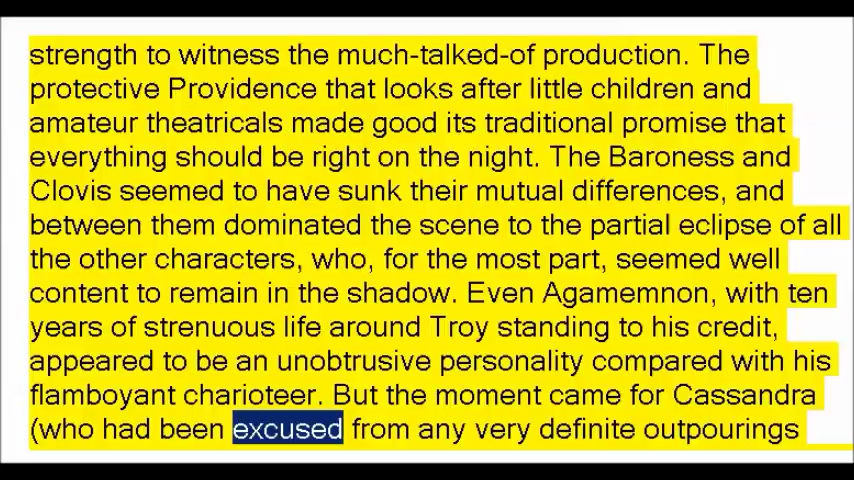 strength to witness the much-talked-of production. The
protective Providence that looks after little children and
amateur theatricals made good its traditional promise that
everything should be right on the night. The Baroness and
Clovis seemed to have sunk their mutual differences, and
between them dominated the scene to the partial eclipse of all
the other characters, who, for the most part, seemed well
content to remain in the shadow. Even Agamemnon, with ten
years of strenuous life around Troy standing to his credit,
appeared to be an unobtrusive personality compared with his
flamboyant charioteer. But the moment came for Cassandra
(who had been excused from any very definite outpourings